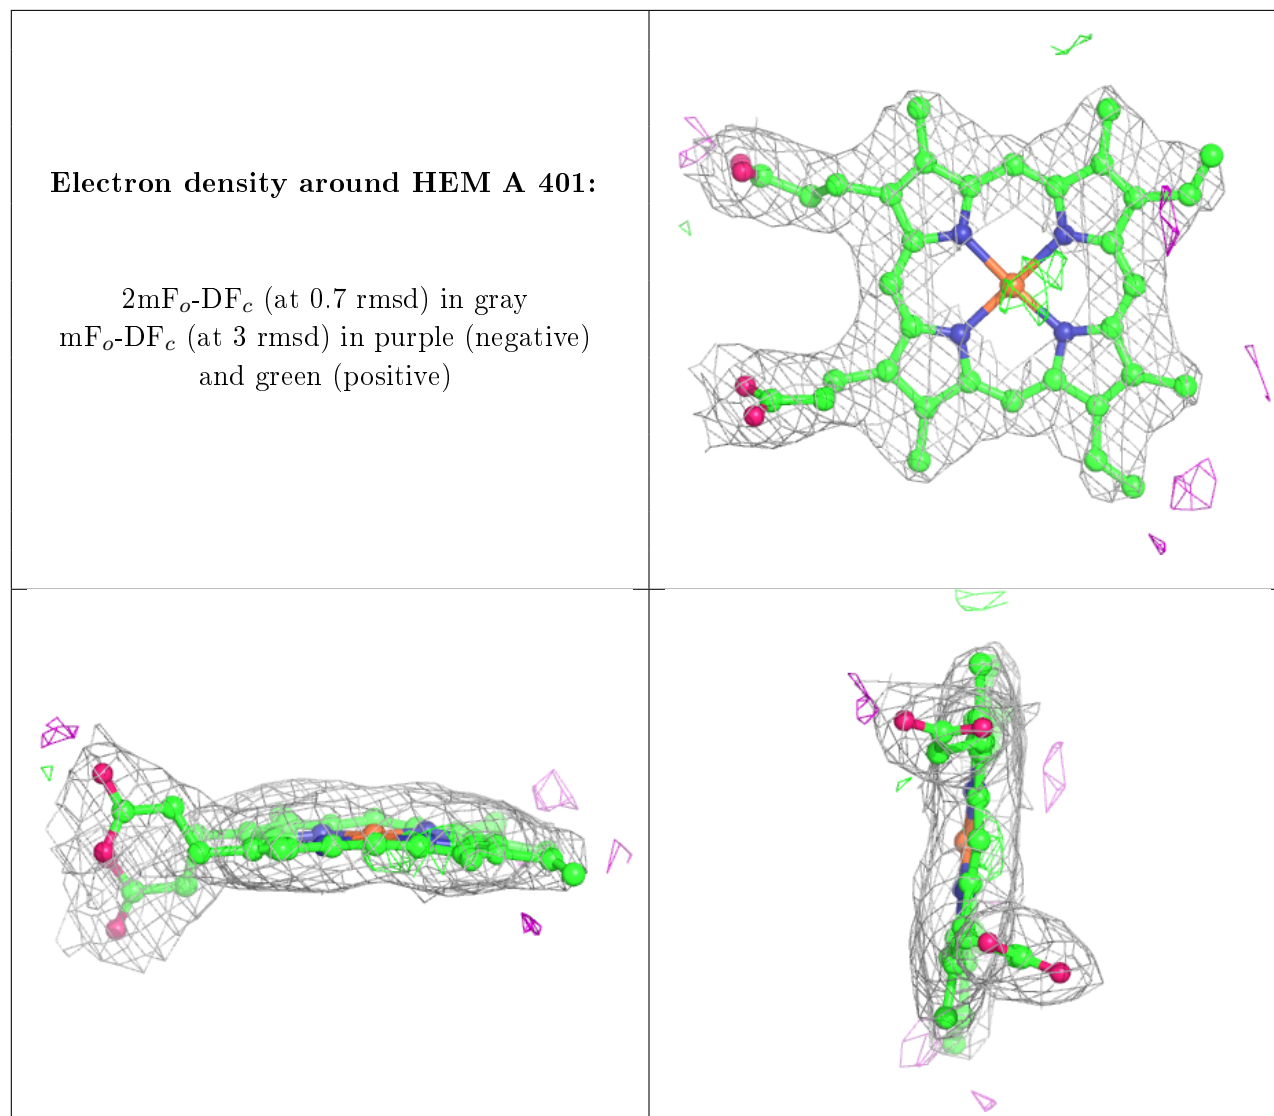 Electron density around HEM A 401:
2mFₒ-DF𝒸 (at 0.7 rmsd) in gray
mFₒ-DF𝒸 (at 3 rmsd) in purple (negative)
and green (positive)